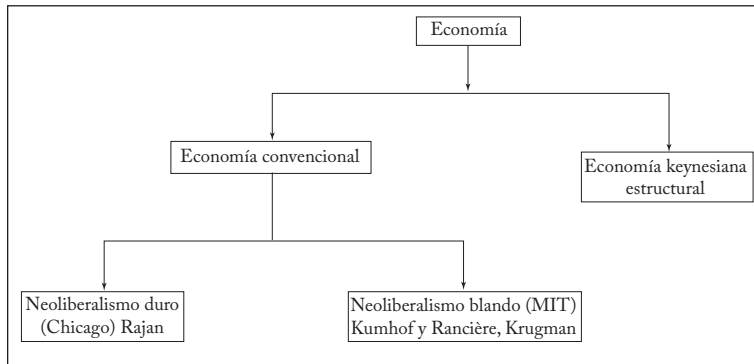 Economía
Economía convencional
Economía keynesiana
estructural
Neoliberalismo duro
(Chicago) Rajan
Neoliberalismo blando (MIT)
Kumhof y Rancière, Krugman